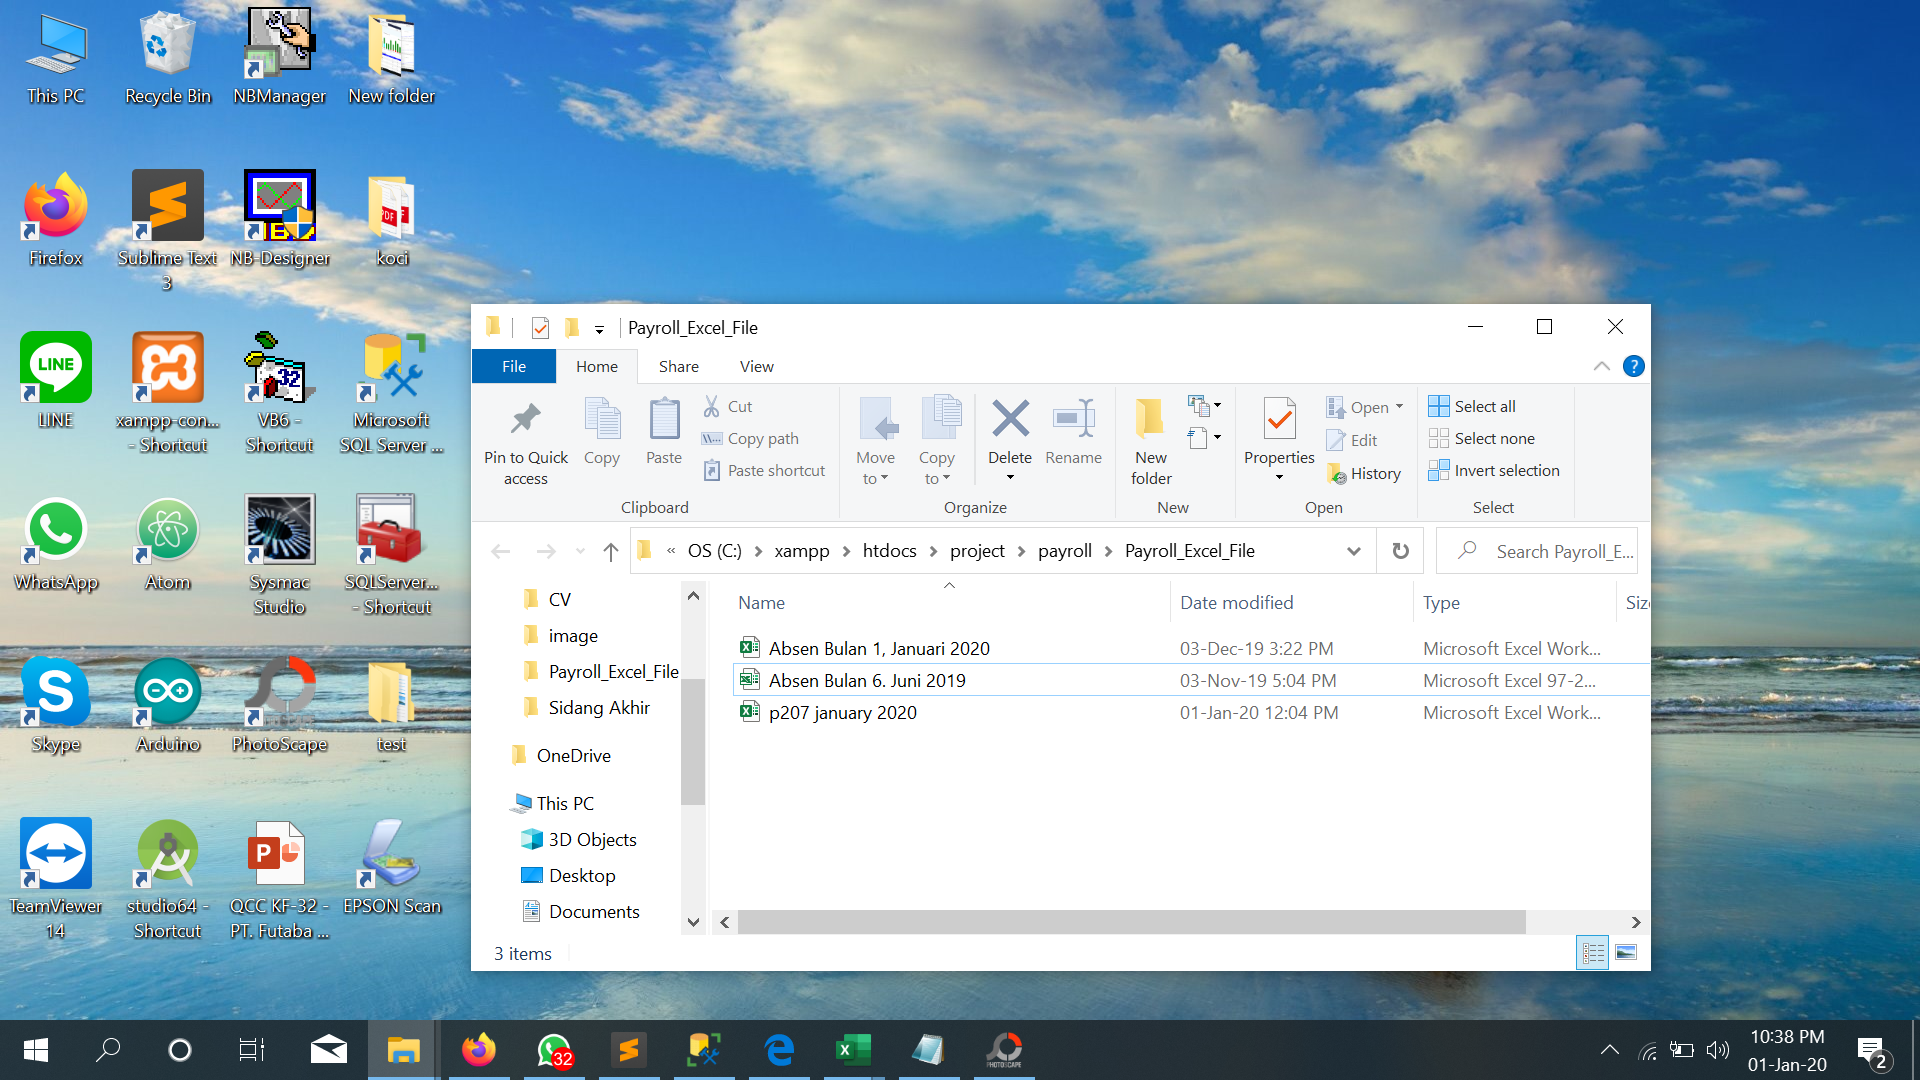 This PC
Recycle Bin
NBManager
New folder
Firefox
Sublime Text
3
NB-Designer
koci
LINE
LINE
xampp-con...
- Shortcut
32
VB6 -
Shortcut
Microsoft
SQL Server ...
WhatsApp
Atom
Sysmac
Studio
SQLServer...
- Shortcut
Skype
Arduino
PhotoScape
test
TeamViewer
14
studio64 -
Shortcut
QCC KF-32 -
PT. Futaba ...
EPSON Scan
Payroll_Excel_File
File
Home
Share
View
Pin to Quick
access
Copy
Paste
Cut
Copy path
Paste shortcut
Clipboard
Move
to
Copy
to
Delete
Rename
Organize
New
folder
New
Properties
Open
Edit
History
Open
Select all
Select none
Invert selection
Select
« OS (C:) > xampp > htdocs > project > payroll > Payroll_Excel_File
Search Payroll_E...
CV
image
Payroll_Excel_File
Sidang Akhir
OneDrive
This PC
3D Objects
Desktop
Documents
Name
Date modified
Type
Absen Bulan 1, Januari 2020
03-Dec-19 3:22 PM
Microsoft Excel Work...
Absen Bulan 6. Juni 2019
03-Nov-19 5:04 PM
Microsoft Excel 97-2...
p207 january 2020
01-Jan-20 12:04 PM
Microsoft Excel Work...
3 items
32
PHOTOSCAPE
10:38 PM
01-Jan-20
2